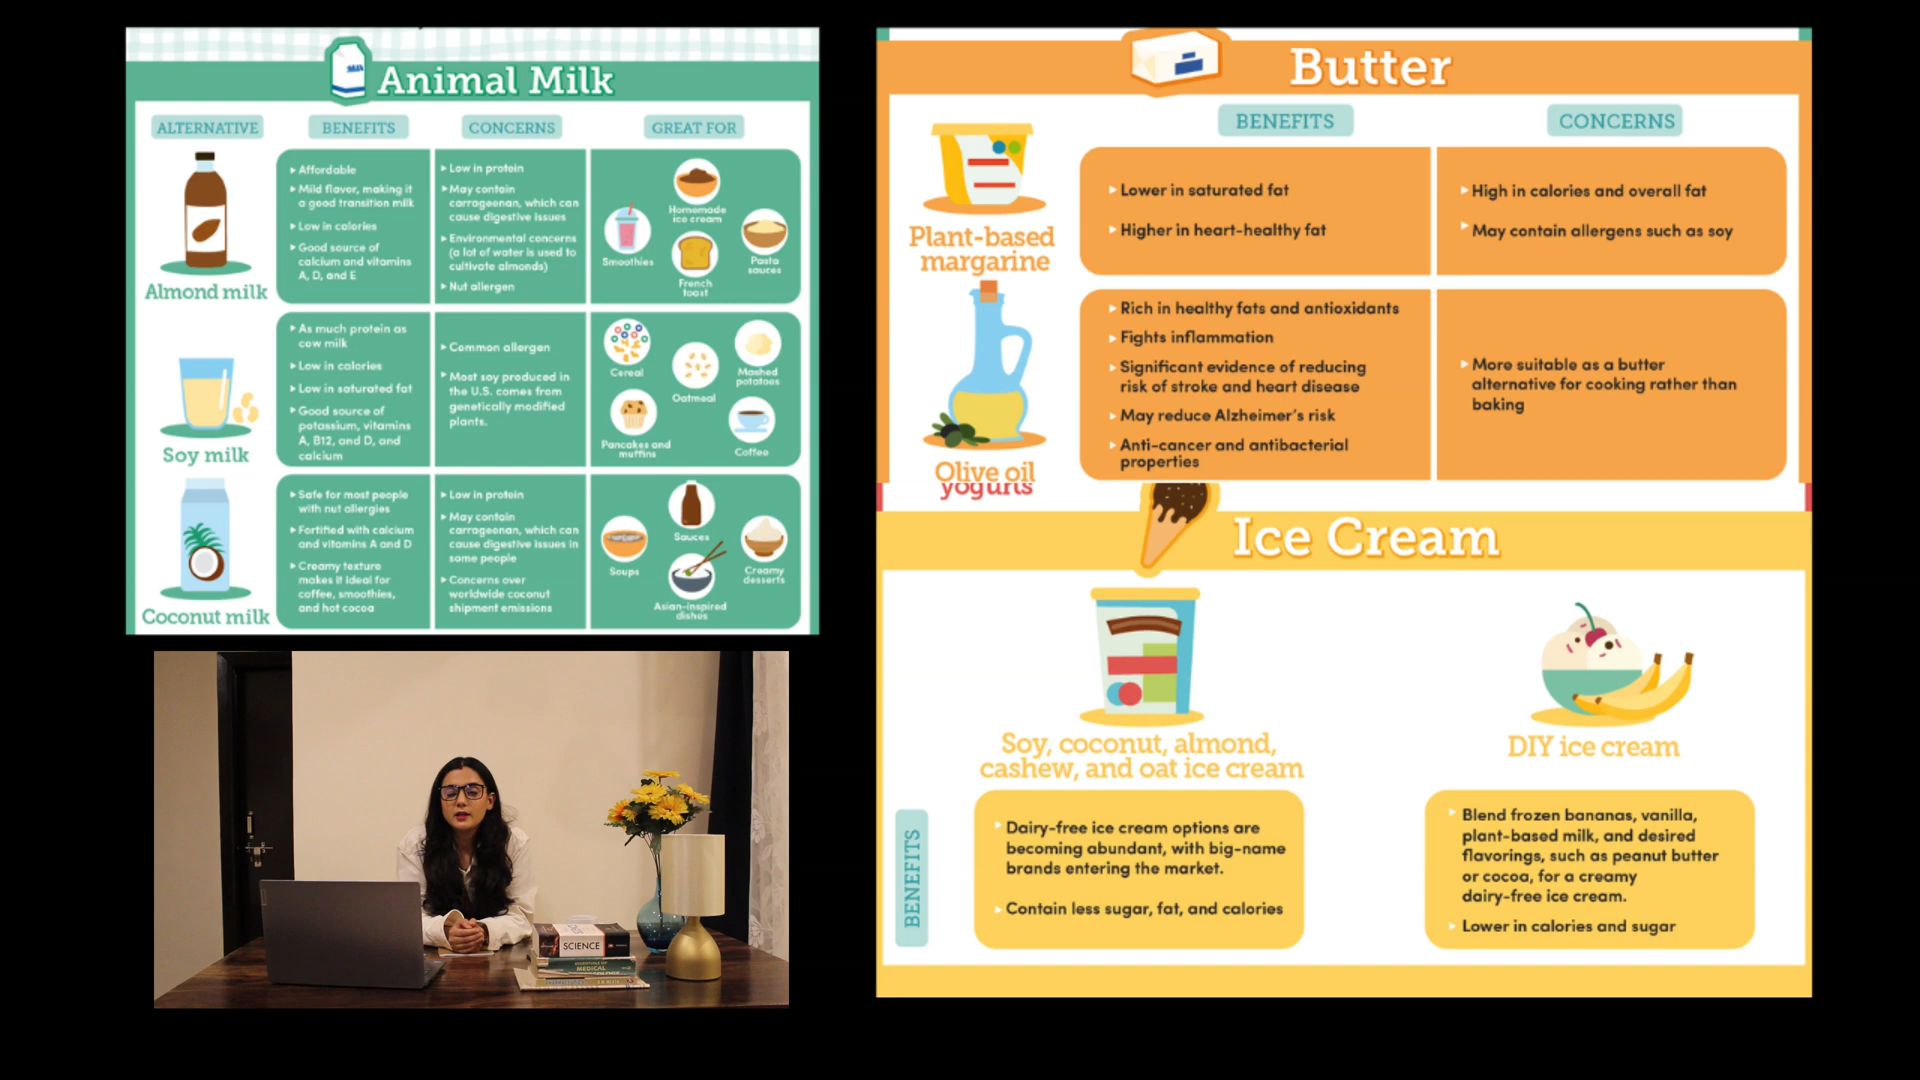 Animal Milk
ALTERNATIVE
BENEFITS
CONCERNS
GREAT FOR
Almond milk
Affordable
Mild flavor, making it
a good transition milk
Low in calories
Good source of
calcium and vitamins
A, D, and E
Low in protein
May contain
carrageenan, which can
cause digestive issues
Environmental concerns
(a lot of water is used to
cultivate almonds)
Nut allergen
Homemade
ice cream
Smoothies
French
toast
Pasta
sauces
Soy milk
As much protein as
cow milk
Low in calories
Low in saturated fat
Good source of
potassium, vitamins
A, B12, and D, and
calcium
Common allergen
Most soy produced in
the U.S. comes from
genetically modified
plants.
Cereal
Oatmeal
Mashed
potatoes
Pancakes and
muffins
Coffee
Coconut milk
Safe for most people
with nut allergies
Fortified with calcium
and vitamins A and D
Creamy texture
makes it ideal for
coffee, smoothies,
and hot cocoa
Low in protein
May contain
carrageenan, which can
cause digestive issues in
some people
Concerns over
worldwide coconut
shipment emissions
Soups
Sauces
Asian-inspired
dishes
Creamy
desserts
SCIENCE
MEDICAL
Butter
BENEFITS
CONCERNS
Plant-based
margarine
Lower in saturated fat
Higher in heart-healthy fat
High in calories and overall fat
May contain allergens such as soy
Olive oil
Rich in healthy fats and antioxidants
Fights inflammation
Significant evidence of reducing
risk of stroke and heart disease
May reduce Alzheimer's risk
Anti-cancer and antibacterial
properties
More suitable as a butter
alternative for cooking rather than
baking
yogurts
Ice Cream
Soy, coconut, almond,
cashew, and oat ice cream
DIY ice cream
BENEFITS
Dairy-free ice cream options are
becoming abundant, with big-name
brands entering the market.
Contain less sugar, fat, and calories
Blend frozen bananas, vanilla,
plant-based milk, and desired
flavorings, such as peanut butter
or cocoa, for a creamy
dairy-free ice cream.
Lower in calories and sugar